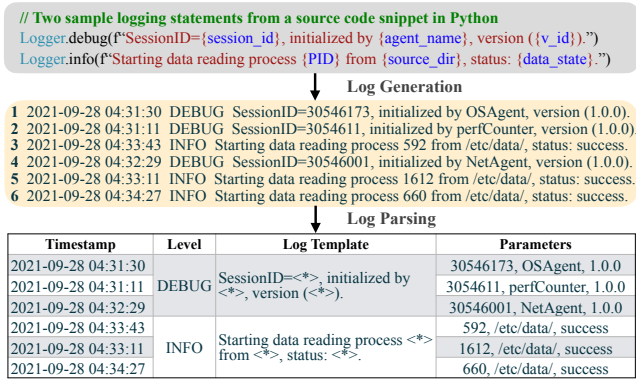 // Two sample logging statements from a source code snippet in Python
Logger.debug(f“SessionID={session_id}, initialized by {agent_name}, version ({v_id}).”)
Logger.info(f“Starting data reading process {PID} from {source_dir}, status: {data_state}.”)
Log Generation
1 2021-09-28 04:31:30 DEBUG SessionID=30546173, initialized by OSAgent, version (1.0.0).
2 2021-09-28 04:31:11 DEBUG SessionID=3054611, initialized by perfCounter, version (1.0.0).
3 2021-09-28 04:33:43 INFO Starting data reading process 592 from /etc/data/, status: success.
4 2021-09-28 04:32:29 DEBUG SessionID=30546001, initialized by NetAgent, version (1.0.0).
5 2021-09-28 04:33:11 INFO Starting data reading process 1612 from /etc/data/, status: success.
6 2021-09-28 04:34:27 INFO Starting data reading process 660 from /etc/data/, status: success.
Log Parsing
Timestamp Level Log Template Parameters
2021-09-28 04:31:30 30546173, OSAgent, 1.0.0
2021-09-28 04:31:11 DEBUG SessionID=<*>, initialized by 3054611, perfCounter, 1.0.0
<*>, version (<*>).
2021-09-28 04:32:29 30546001, NetAgent, 1.0.0
2021-09-28 04:33:43 592, /etc/data/, success
2021-09-28 04:33:11 INFO Starting data reading process <*> 1612, /etc/data/, success
from <*>, status: <*>.
2021-09-28 04:34:27 660, /etc/data/, success